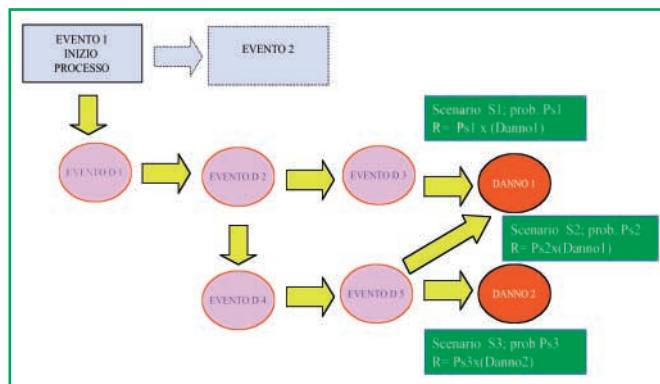 EVENTO 1
INIZIO
PROCESSO
EVENTO 2
Scenario S1; prob. Ps1
R= Ps1 x (Danno1)
EVENTO D 1
EVENTO D 2
EVENTO D 3
DANNO 1
Scenario S2; prob. Ps2
R= Ps2x(Danno1)
EVENTO D 4
EVENTO D 5
DANNO 2
Scenario S3; prob Ps3
R= Ps3x(Danno2)